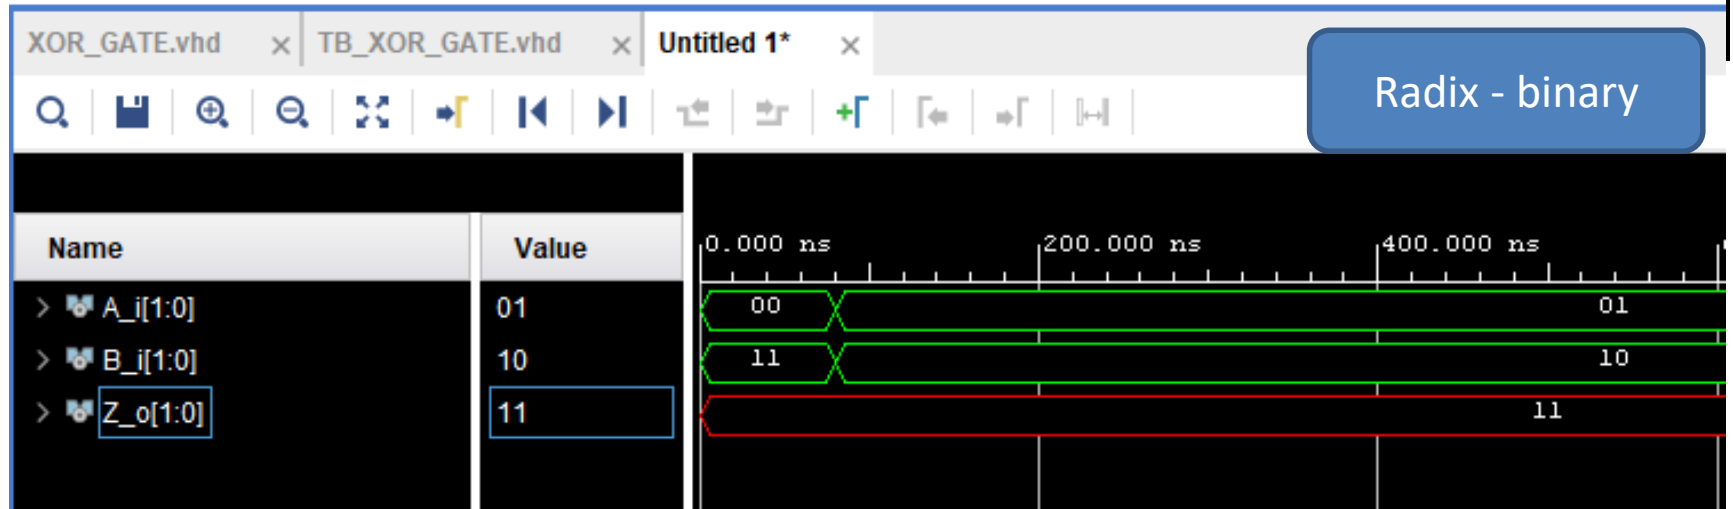 XOR_GATE.vhd × TB_XOR_GATE.vhd × Untitled 1* ×
Radix - binary
Name Value 0.000 ns 200.000 ns 400.000 ns
A_i[1:0] 01 00 01
B_i[1:0] 10 11 10
Z_o[1:0] 11 11